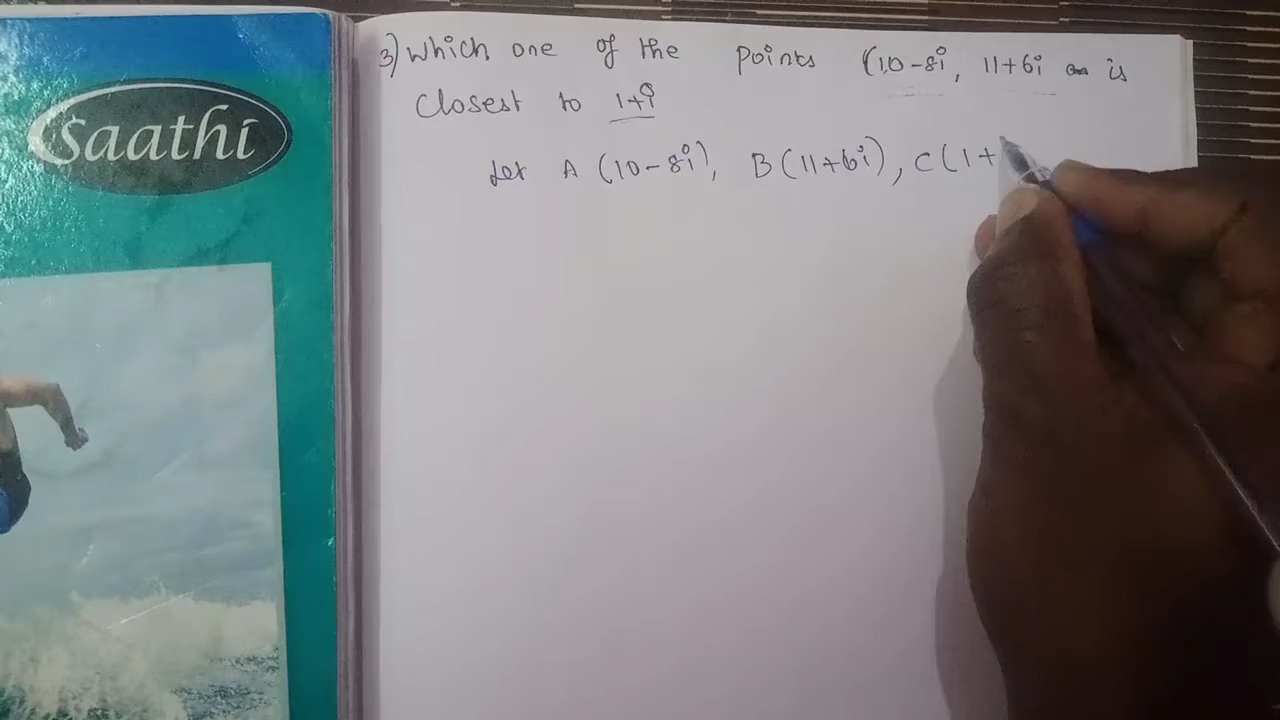 Saathi
3) Which one of the points (10-8i, 11+6i is
closest to 1+i
Let A (10-8i), B(11+6i), C(1+